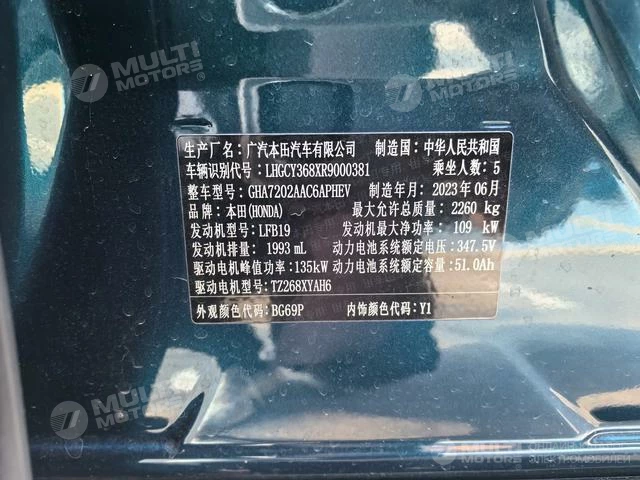 MULTI
MOTORS®
MULTI
MOTORS®
生产厂名：广汽本田汽车有限公司 制造国：中华人民共和国
车辆识别代号：LHGCY368XR9000381 乘坐人数：5
整车型号：GHA7202AAC6APHEV 制造年月：2023年06月
品牌：本田(HONDA) 最大允许总质量：2260 kg
发动机型号：LFB19 发动机最大净功率：109 kW
发动机排量：1993 mL 动力电池系统额定电压：347.5V
驱动电机峰值功率：135kW 动力电池系统额定容量：51.0Ah
驱动电机型号：TZ268XYAH6
外观颜色代码：BG69P 内饰颜色代码：Y1
MULTI
MOTORS®
MULTI
MOTORS®